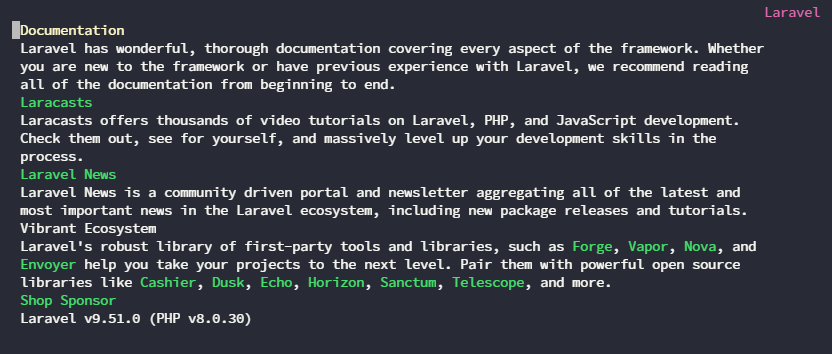 Laravel
Documentation
Laravel has wonderful, thorough documentation covering every aspect of the framework. Whether
you are new to the framework or have previous experience with Laravel, we recommend reading
all of the documentation from beginning to end.
Laracasts
Laracasts offers thousands of video tutorials on Laravel, PHP, and JavaScript development.
Check them out, see for yourself, and massively level up your development skills in the
process.
Laravel News
Laravel News is a community driven portal and newsletter aggregating all of the latest and
most important news in the Laravel ecosystem, including new package releases and tutorials.
Vibrant Ecosystem
Laravel's robust library of first-party tools and libraries, such as Forge, Vapor, Nova, and
Envoyer help you take your projects to the next level. Pair them with powerful open source
libraries like Cashier, Dusk, Echo, Horizon, Sanctum, Telescope, and more.
Shop Sponsor
Laravel v9.51.0 (PHP v8.0.30)